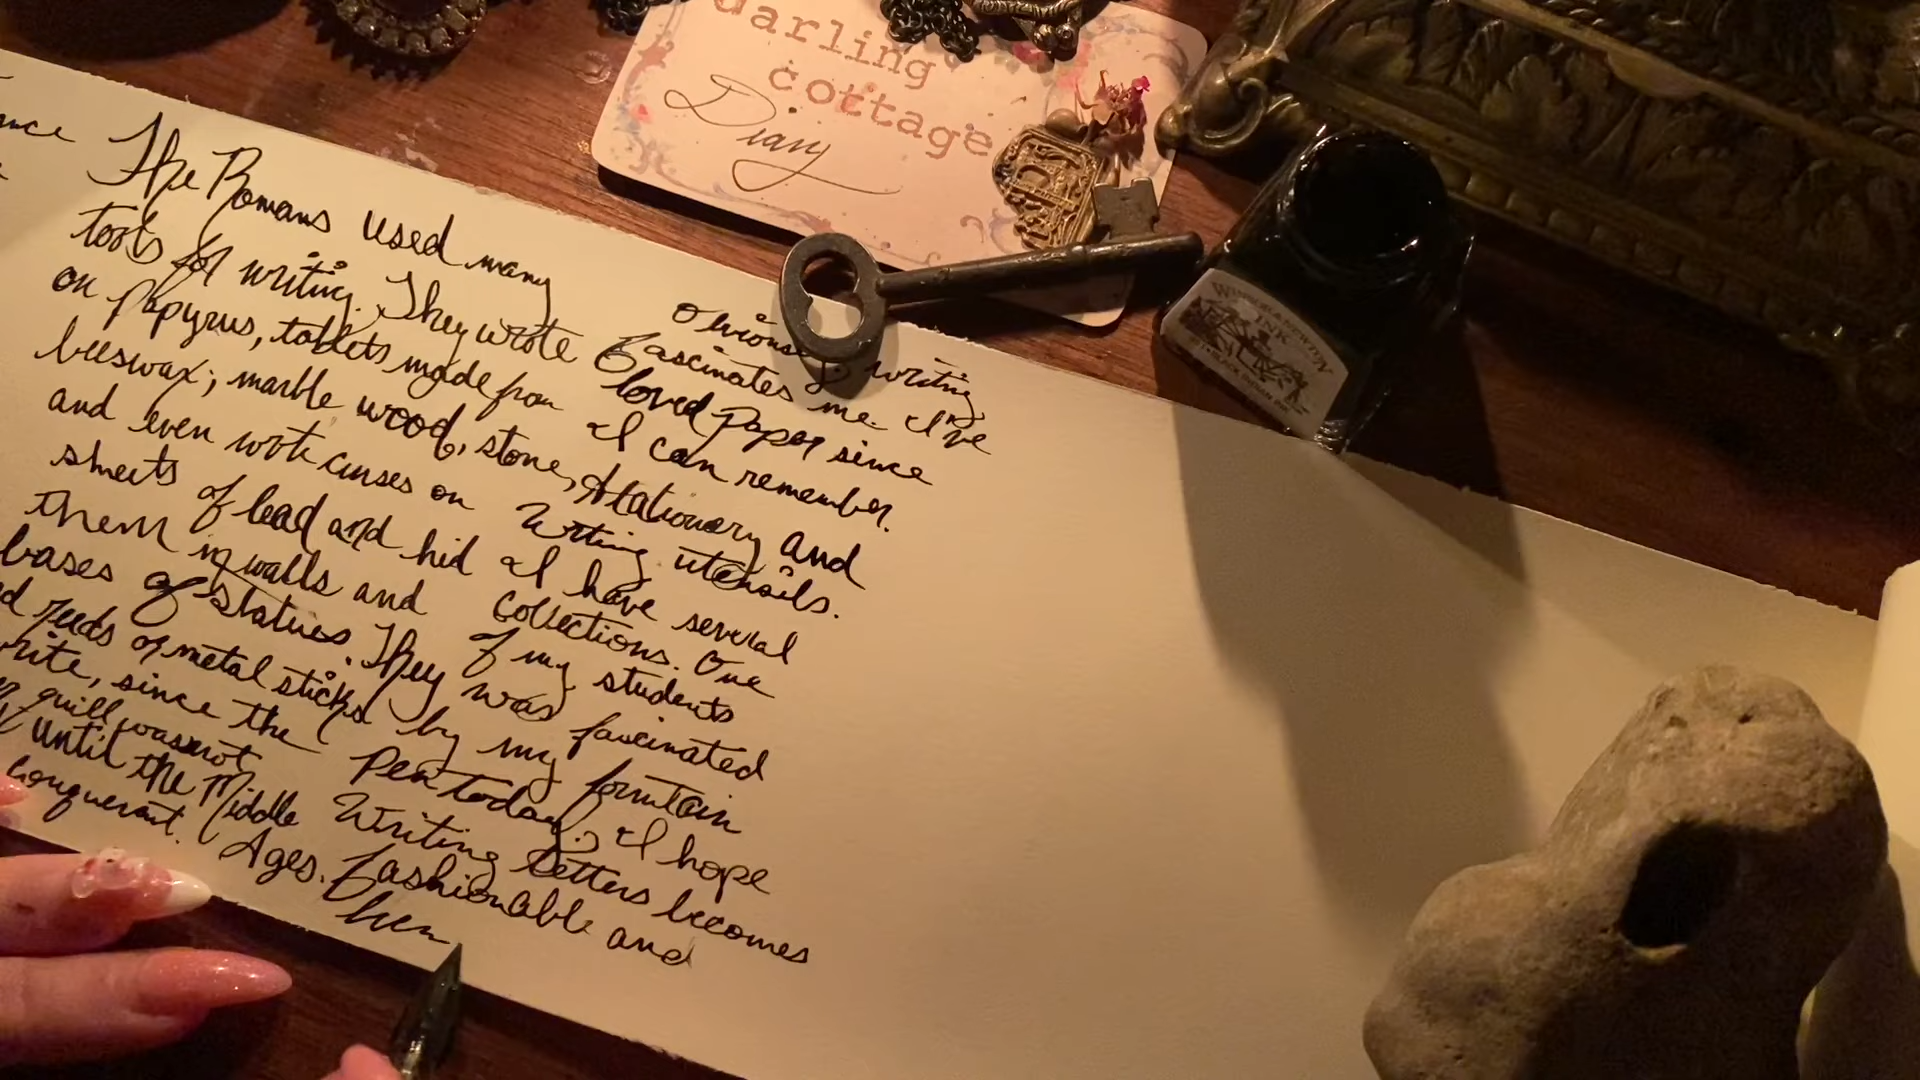 darling
cottage
Diary
INK
The Romans used many
tools for writing. They wrote
on papyrus, tablets made from
beeswax; marble wood, stone,
and even wrote curses on
sheets of lead and hid
them in walls and
bases of statues. They
reeds or metal sticks
since the
quill was not
until the Middle
Ages.
Obviously writing
fascinates me. I've
loved paper since
I can remember.
Stationary and
writing utensils.
I have several
collections. One
of my students
was fascinated
by my fountain
Pen today. I hope
Writing letters becomes
fashionable and
then